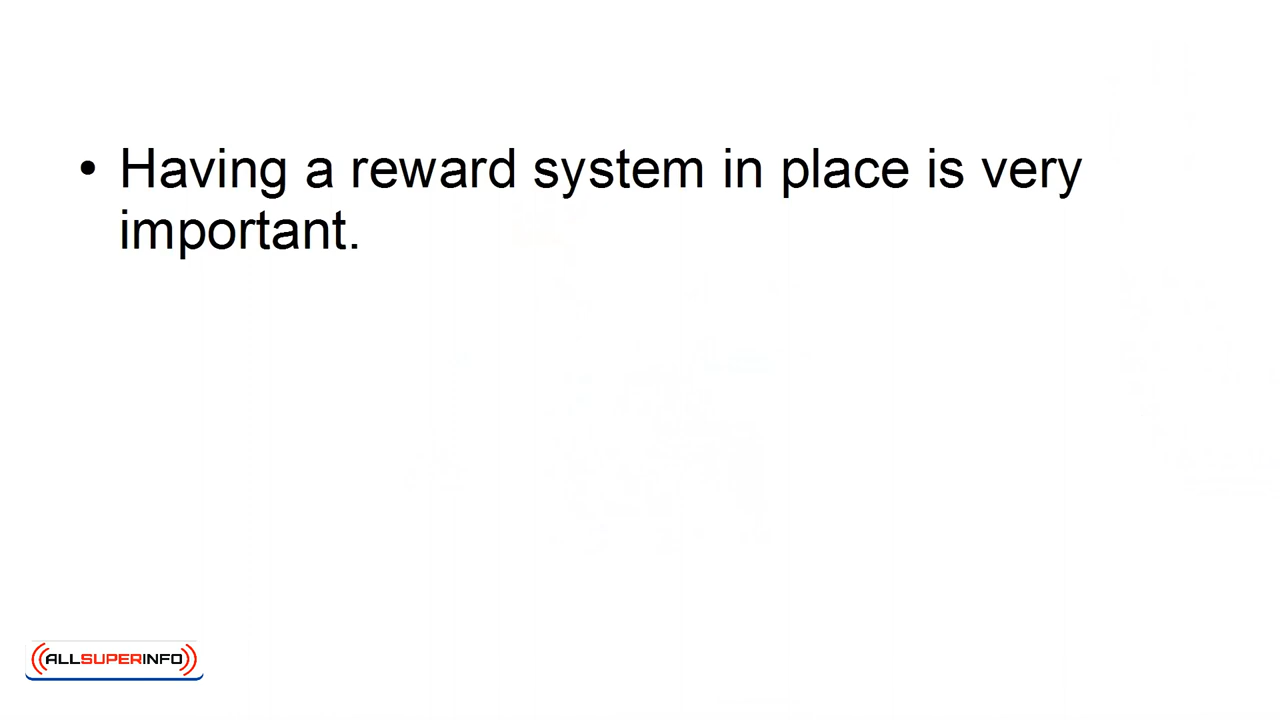 • Having a reward system in place is very
important.
ALLSUPERINFO